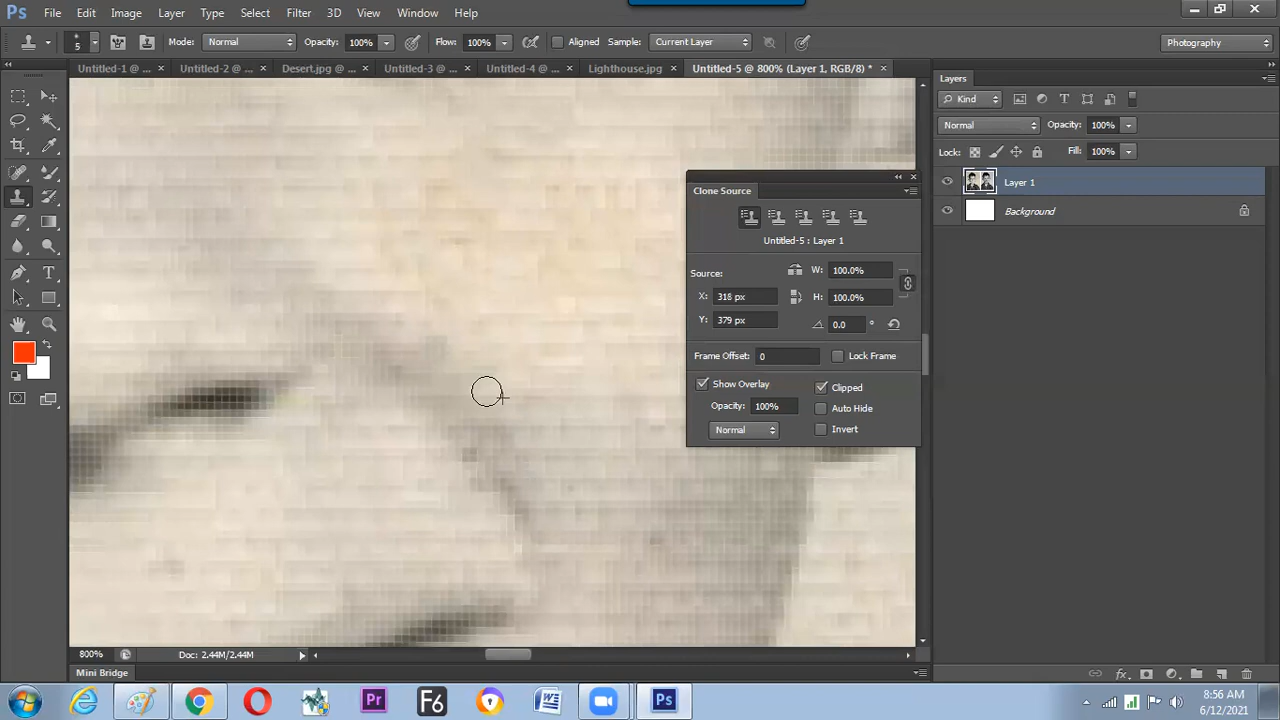 Ps File Edit Image Layer Type Select Filter 3D View Window Help
5 Mode: Normal Opacity: 100% Flow: 100% Aligned Sample: Current Layer Photography
Untitled-1 @ ... × Untitled-2 @ ... × Desert.jpg @ ... × Untitled-3 @ ... × Untitled-4 @ ... × Lighthouse.jpg × Untitled-5 @ 800% (Layer 1, RGB/8) * ×
Layers
Kind
Normal Opacity: 100%
Lock: Fill: 100%
Layer 1
Background
Clone Source
Untitled-5 : Layer 1
Source: W: 100.0%
X: 318 px H: 100.0%
Y: 379 px 0.0 °
Frame Offset: 0 Lock Frame
Show Overlay Clipped
Opacity: 100% Auto Hide
Normal Invert
800% Doc: 2.44M/2.44M
Mini Bridge
Pr F6 W Ps
8:56 AM
6/12/2021